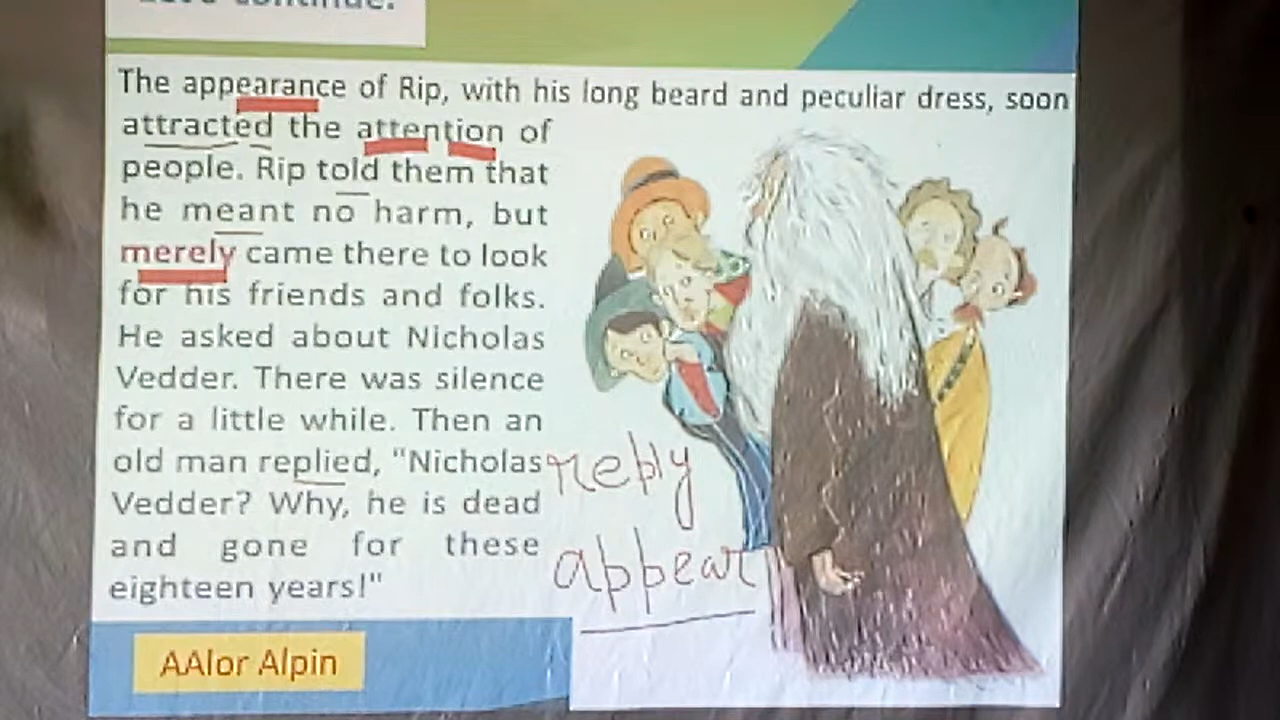 Let's continue.
The appearance of Rip, with his long beard and peculiar dress, soon
attracted the attention of
people. Rip told them that
he meant no harm, but
merely came there to look
for his friends and folks.
He asked about Nicholas
Vedder. There was silence
for a little while. Then an
old man replied, "Nicholas
Vedder? Why, he is dead
and gone for these
eighteen years!"
reply
appear
AAlor Alpin